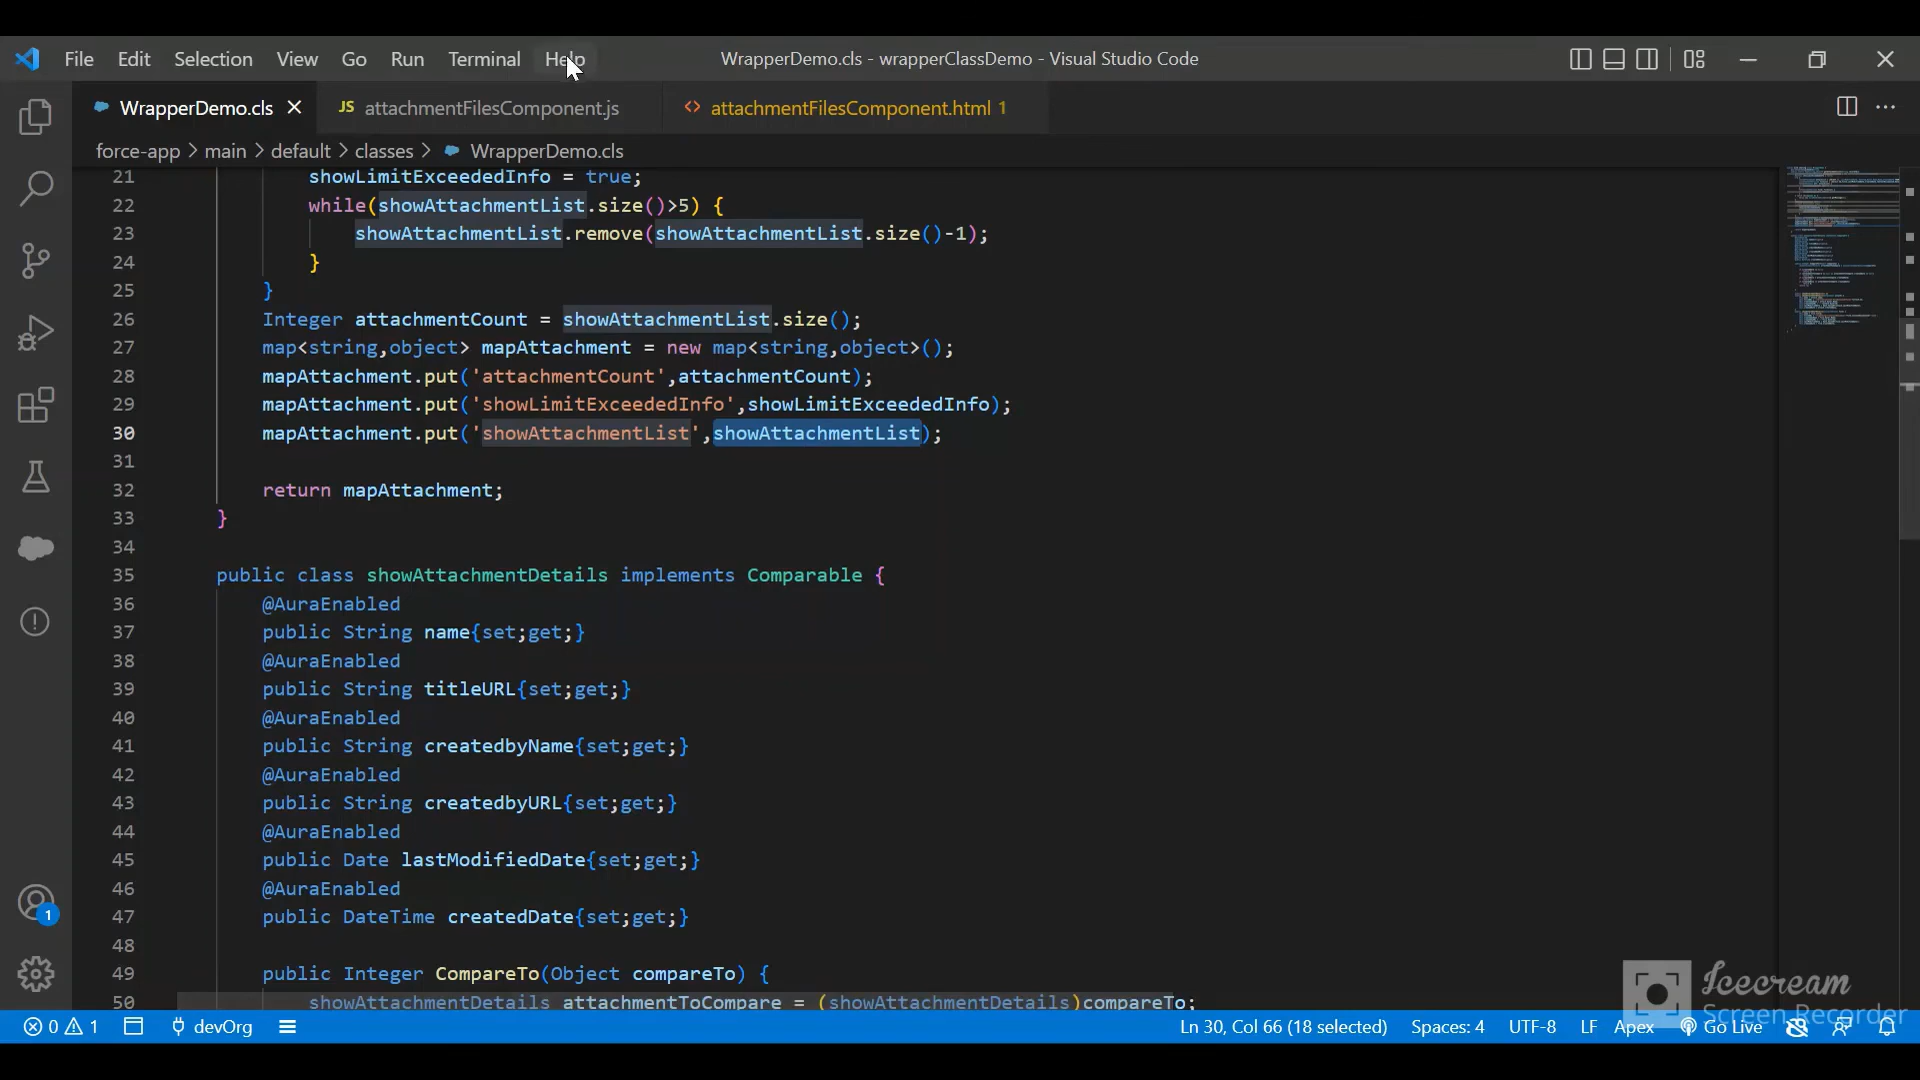 File Edit Selection View Go Run Terminal Help WrapperDemo.cls - wrapperClassDemo - Visual Studio Code
WrapperDemo.cls JS attachmentFilesComponent.js <> attachmentFilesComponent.html 1
force-app > main > default > classes > WrapperDemo.cls
21 showLimitExceededInfo = true;
22 while(showAttachmentList.size()>5) {
23 showAttachmentList.remove(showAttachmentList.size()-1);
24 }
25 }
26 Integer attachmentCount = showAttachmentList.size();
27 map<string,object> mapAttachment = new map<string,object>();
28 mapAttachment.put('attachmentCount',attachmentCount);
29 mapAttachment.put('showLimitExceededInfo',showLimitExceededInfo);
30 mapAttachment.put('showAttachmentList',showAttachmentList);
31
32 return mapAttachment;
33 }
34
35 public class showAttachmentDetails implements Comparable {
36 @AuraEnabled
37 public String name{set;get;}
38 @AuraEnabled
39 public String titleURL{set;get;}
40 @AuraEnabled
41 public String createdbyName{set;get;}
42 @AuraEnabled
43 public String createdbyURL{set;get;}
44 @AuraEnabled
45 public Date lastModifiedDate{set;get;}
46 @AuraEnabled
47 public DateTime createdDate{set;get;}
48
49 public Integer CompareTo(Object compareTo) {
50 showAttachmentDetails attachmentToCompare = (showAttachmentDetails)compareTo;
Icecream
Screen Recorder
1
0 1 devOrg Ln 30, Col 66 (18 selected) Spaces: 4 UTF-8 LF Apex Go Live